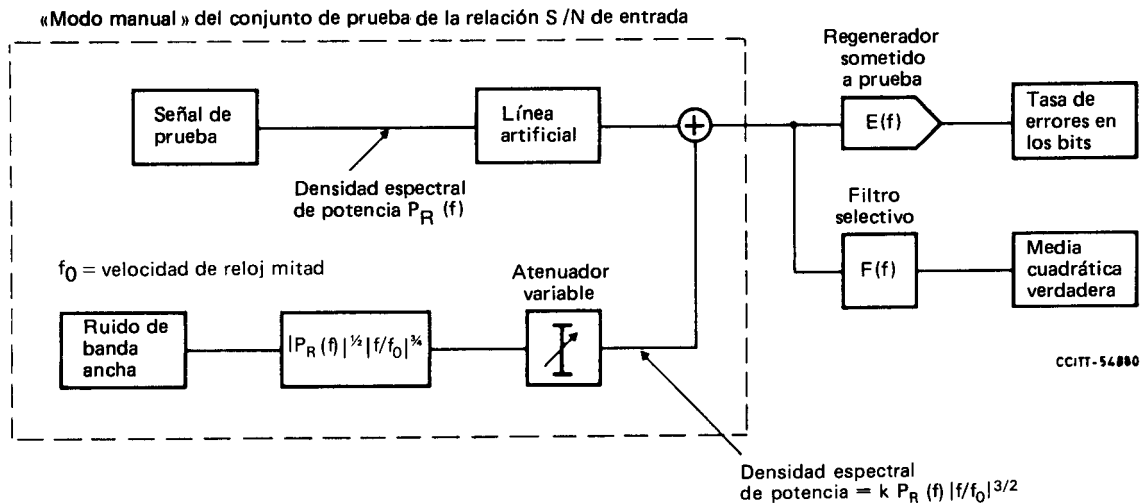 «Modo manual» del conjunto de prueba de la relación S/N de entrada
Regenerador
sometido
a prueba
Señal de
prueba
Línea
artificial
+
E(f)
Tasa de
errores en
los bits
Densidad espectral
de potencia P_R (f)
Filtro
selectivo
f_0 = velocidad de reloj mitad
Atenuador
variable
F(f)
Media
cuadrática
verdadera
Ruido de
banda
ancha
|P_R (f)|^½ |f/f_0|^¾
CCITT-54880
Densidad espectral
de potencia = k P_R (f) |f/f_0|^3/2